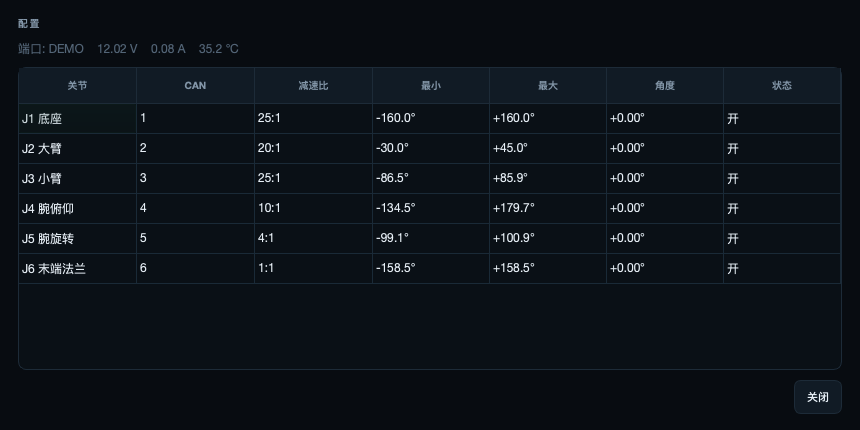 配置
端口: DEMO 12.02 V 0.08 A 35.2 °C
关节 CAN 减速比 最小 最大 角度 状态
J1 底座 1 25:1 -160.0° +160.0° +0.00° 开
J2 大臂 2 20:1 -30.0° +45.0° +0.00° 开
J3 小臂 3 25:1 -86.5° +85.9° +0.00° 开
J4 腕俯仰 4 10:1 -134.5° +179.7° +0.00° 开
J5 腕旋转 5 4:1 -99.1° +100.9° +0.00° 开
J6 末端法兰 6 1:1 -158.5° +158.5° +0.00° 开
关闭